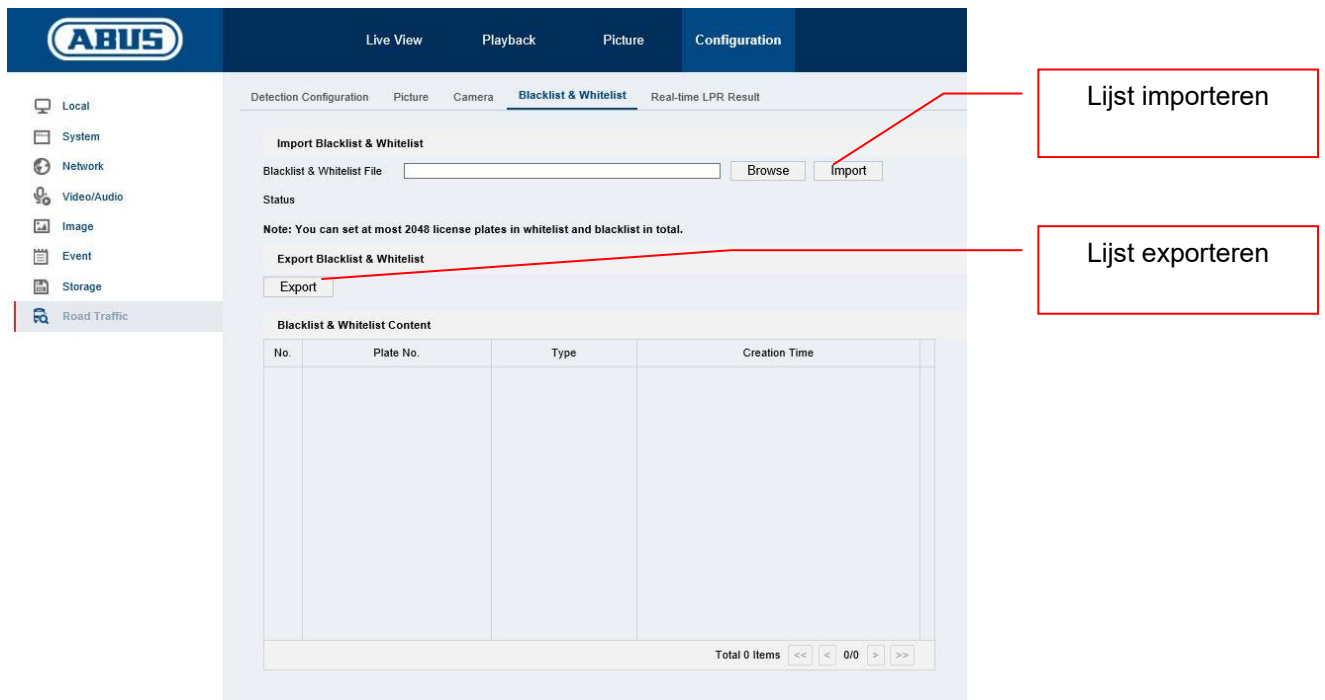 ABUS
Live View Playback Picture Configuration
Local
System
Network
Video/Audio
Image
Event
Storage
Road Traffic
Detection Configuration Picture Camera Blacklist & Whitelist Real-time LPR Result
Import Blacklist & Whitelist
Blacklist & Whitelist File Browse Import
Status
Note: You can set at most 2048 license plates in whitelist and blacklist in total.
Export Blacklist & Whitelist
Export
Blacklist & Whitelist Content
No. Plate No. Type Creation Time
Total 0 Items << < 0/0 > >>
Lijst importeren
Lijst exporteren